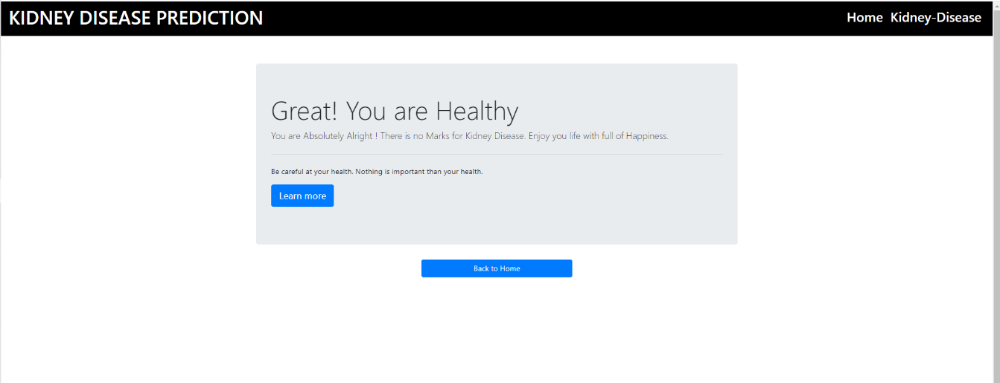 KIDNEY DISEASE PREDICTION
Home Kidney-Disease
Great! You are Healthy
You are Absolutely Alright ! There is no Marks for Kidney Disease. Enjoy you life with full of Happiness.
Be careful at your health. Nothing is important than your health.
Learn more
Back to Home